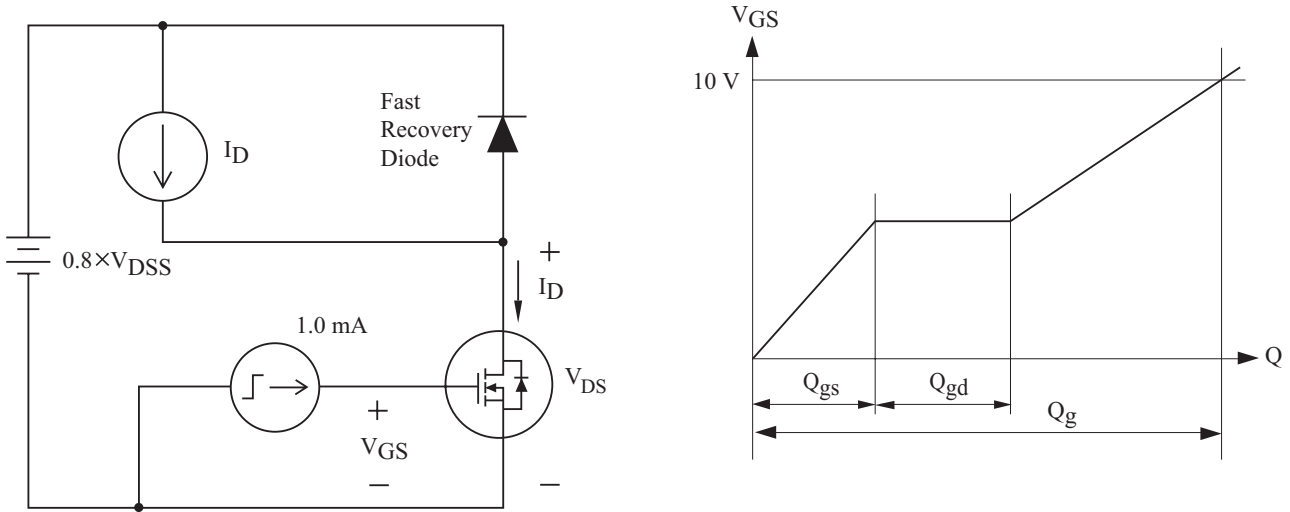 I_D
Fast
Recovery
Diode
0.8×V_DSS
+
I_D
1.0 mA
V_DS
+
V_GS
−
−
V_GS
10 V
Q
Q_gs
Q_gd
Q_g